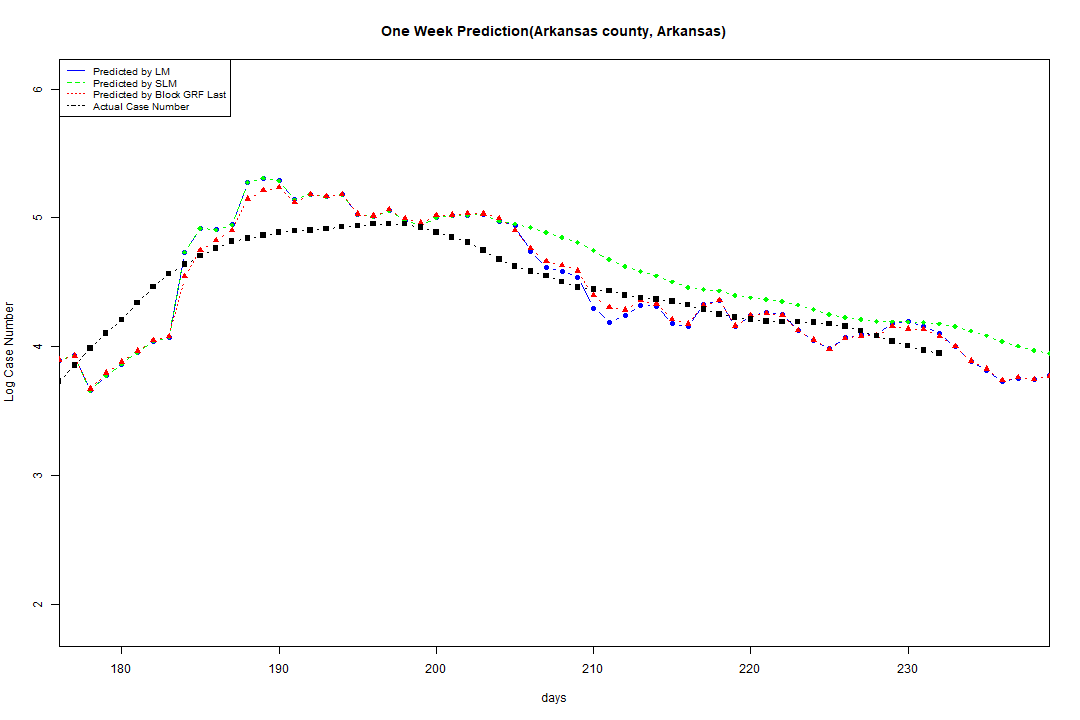 One Week Prediction(Arkansas county, Arkansas)
Predicted by LM
Predicted by SLM
Predicted by Block GRF Last
Actual Case Number
6
5
4
3
2
Log Case Number
180 190 200 210 220 230
days